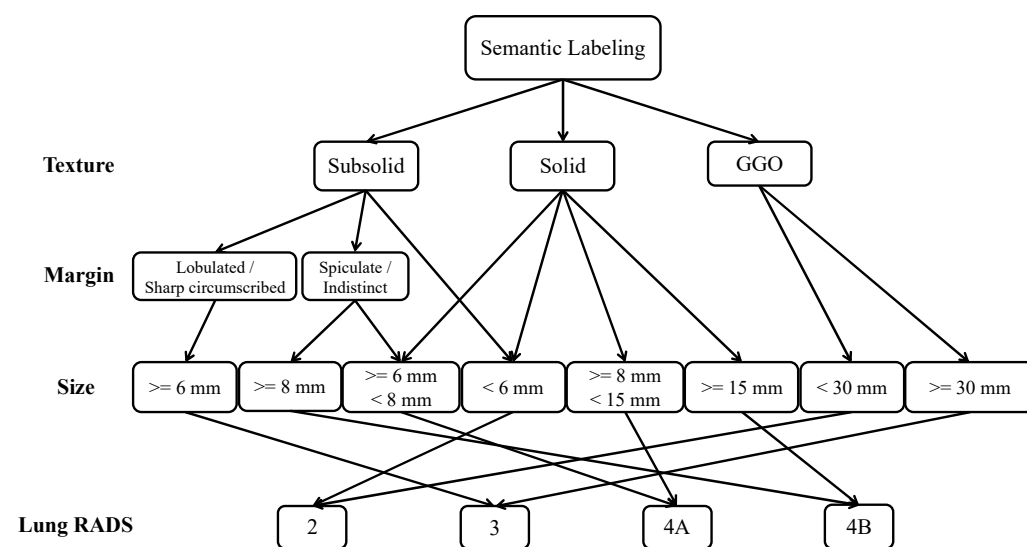 Semantic Labeling
Texture
Subsolid
Solid
GGO
Margin
Lobulated /
Sharp circumscribed
Spiculate /
Indistinct
Size
>= 6 mm
>= 8 mm
>= 6 mm
< 8 mm
< 6 mm
>= 8 mm
< 15 mm
>= 15 mm
< 30 mm
>= 30 mm
Lung RADS
2
3
4A
4B